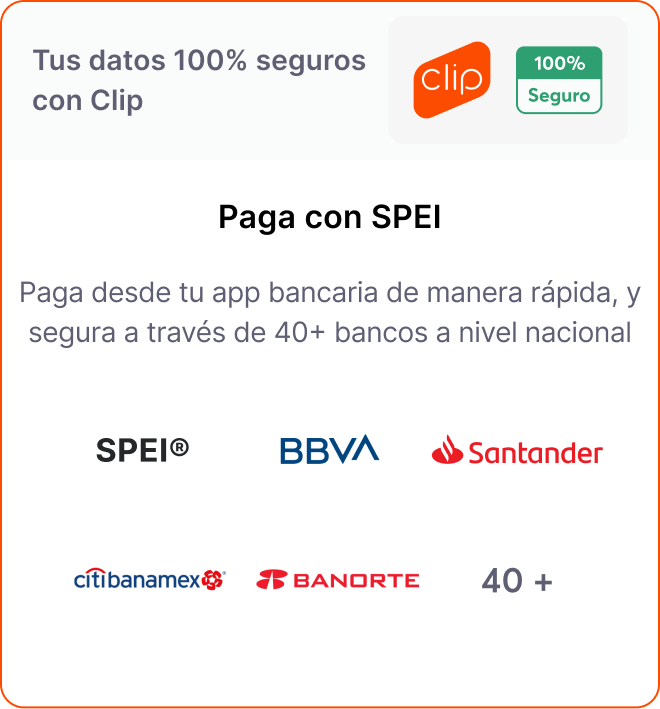 Tus datos 100% seguros
con Clip
clip
100%
Seguro
Paga con SPEI
Paga desde tu app bancaria de manera rápida, y
segura a través de 40+ bancos a nivel nacional
SPEI®
BBVA
Santander
citibanamex®
BANORTE
40 +